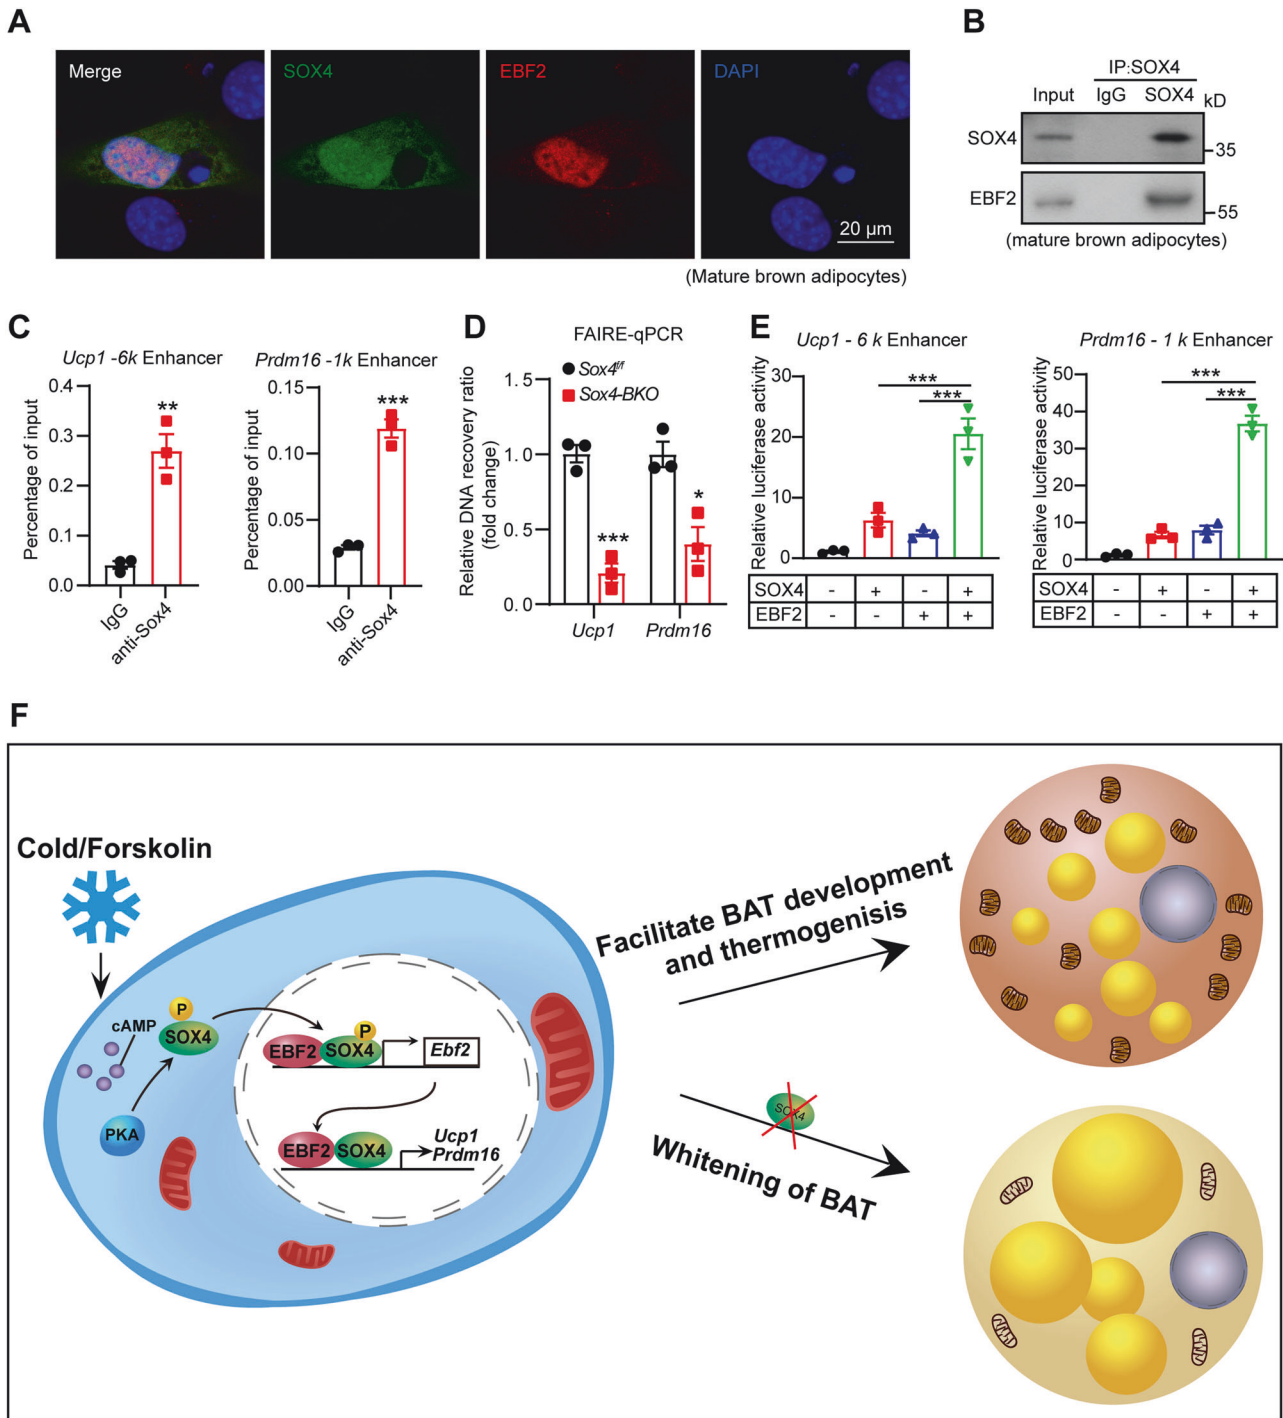 A
Merge
SOX4
EBF2
DAPI
20 µm
(Mature brown adipocytes)
B
IP:SOX4
Input IgG SOX4 kD
SOX4
35
EBF2
55
(mature brown adipocytes)
C
Ucp1 -6k Enhancer
Percentage of input
0.4
0.3
0.2
0.1
0.0
**
IgG
anti-Sox4
Prdm16 -1k Enhancer
Percentage of input
0.15
0.10
0.05
0.00
***
IgG
anti-Sox4
D
FAIRE-qPCR
Sox4f/f
Sox4-BKO
Relative DNA recovery ratio
(fold change)
1.5
1.0
0.5
0.0
***
*
Ucp1 Prdm16
E
Ucp1 - 6 k Enhancer
Relative luciferase activity
30
20
10
0
***
***
SOX4 - + - +
EBF2 - - + +
Prdm16 - 1 k Enhancer
Relative luciferase activity
50
40
30
20
10
0
***
***
SOX4 - + - +
EBF2 - - + +
F
Cold/Forskolin
cAMP
P
SOX4
PKA
EBF2 SOX4 P Ebf2
EBF2 SOX4 Ucp1
Prdm16
Facilitate BAT development
and thermogenisis
SOX4
Whitening of BAT